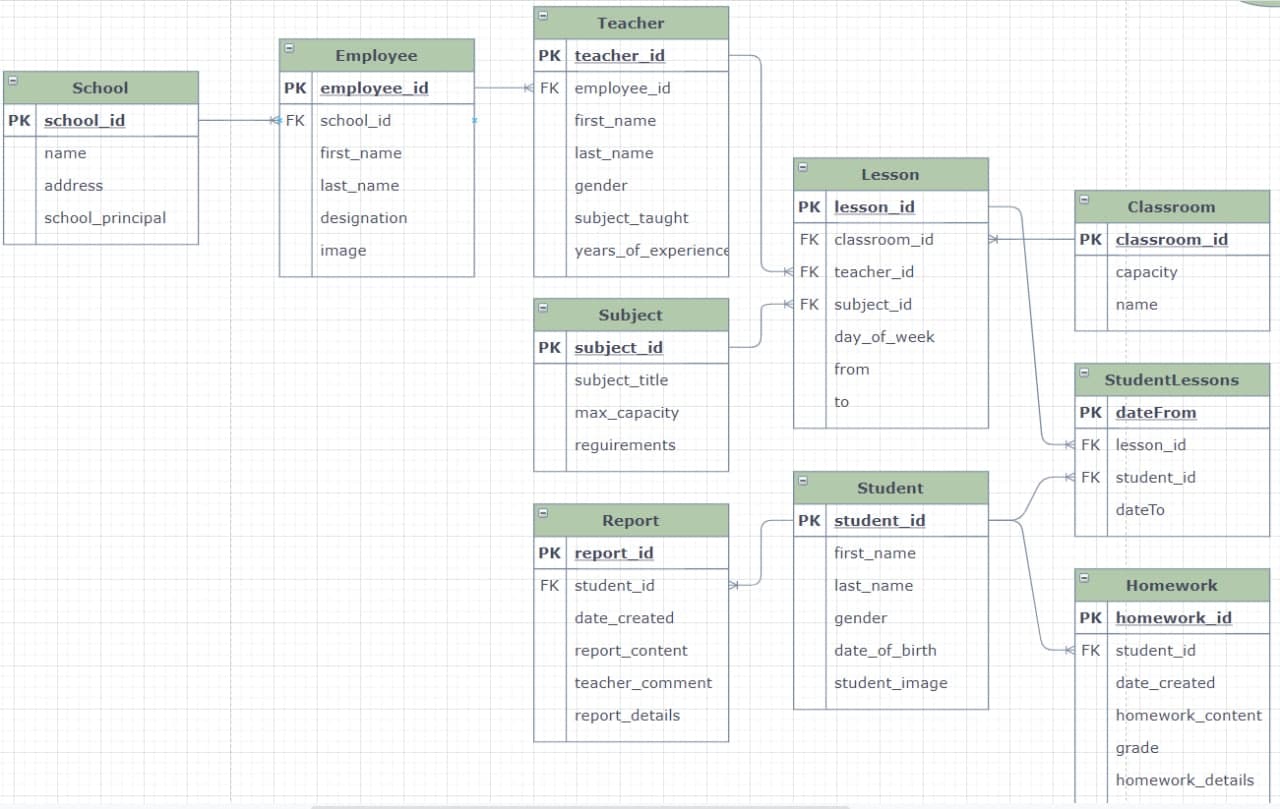 School
PK school_id
name
address
school_principal
Employee
PK employee_id
FK school_id
first_name
last_name
designation
image
Teacher
PK teacher_id
FK employee_id
first_name
last_name
gender
subject_taught
years_of_experience
Subject
PK subject_id
subject_title
max_capacity
reguirements
Report
PK report_id
FK student_id
date_created
report_content
teacher_comment
report_details
Lesson
PK lesson_id
FK classroom_id
FK teacher_id
FK subject_id
day_of_week
from
to
Student
PK student_id
first_name
last_name
gender
date_of_birth
student_image
Classroom
PK classroom_id
capacity
name
StudentLessons
PK dateFrom
FK lesson_id
FK student_id
dateTo
Homework
PK homework_id
FK student_id
date_created
homework_content
grade
homework_details